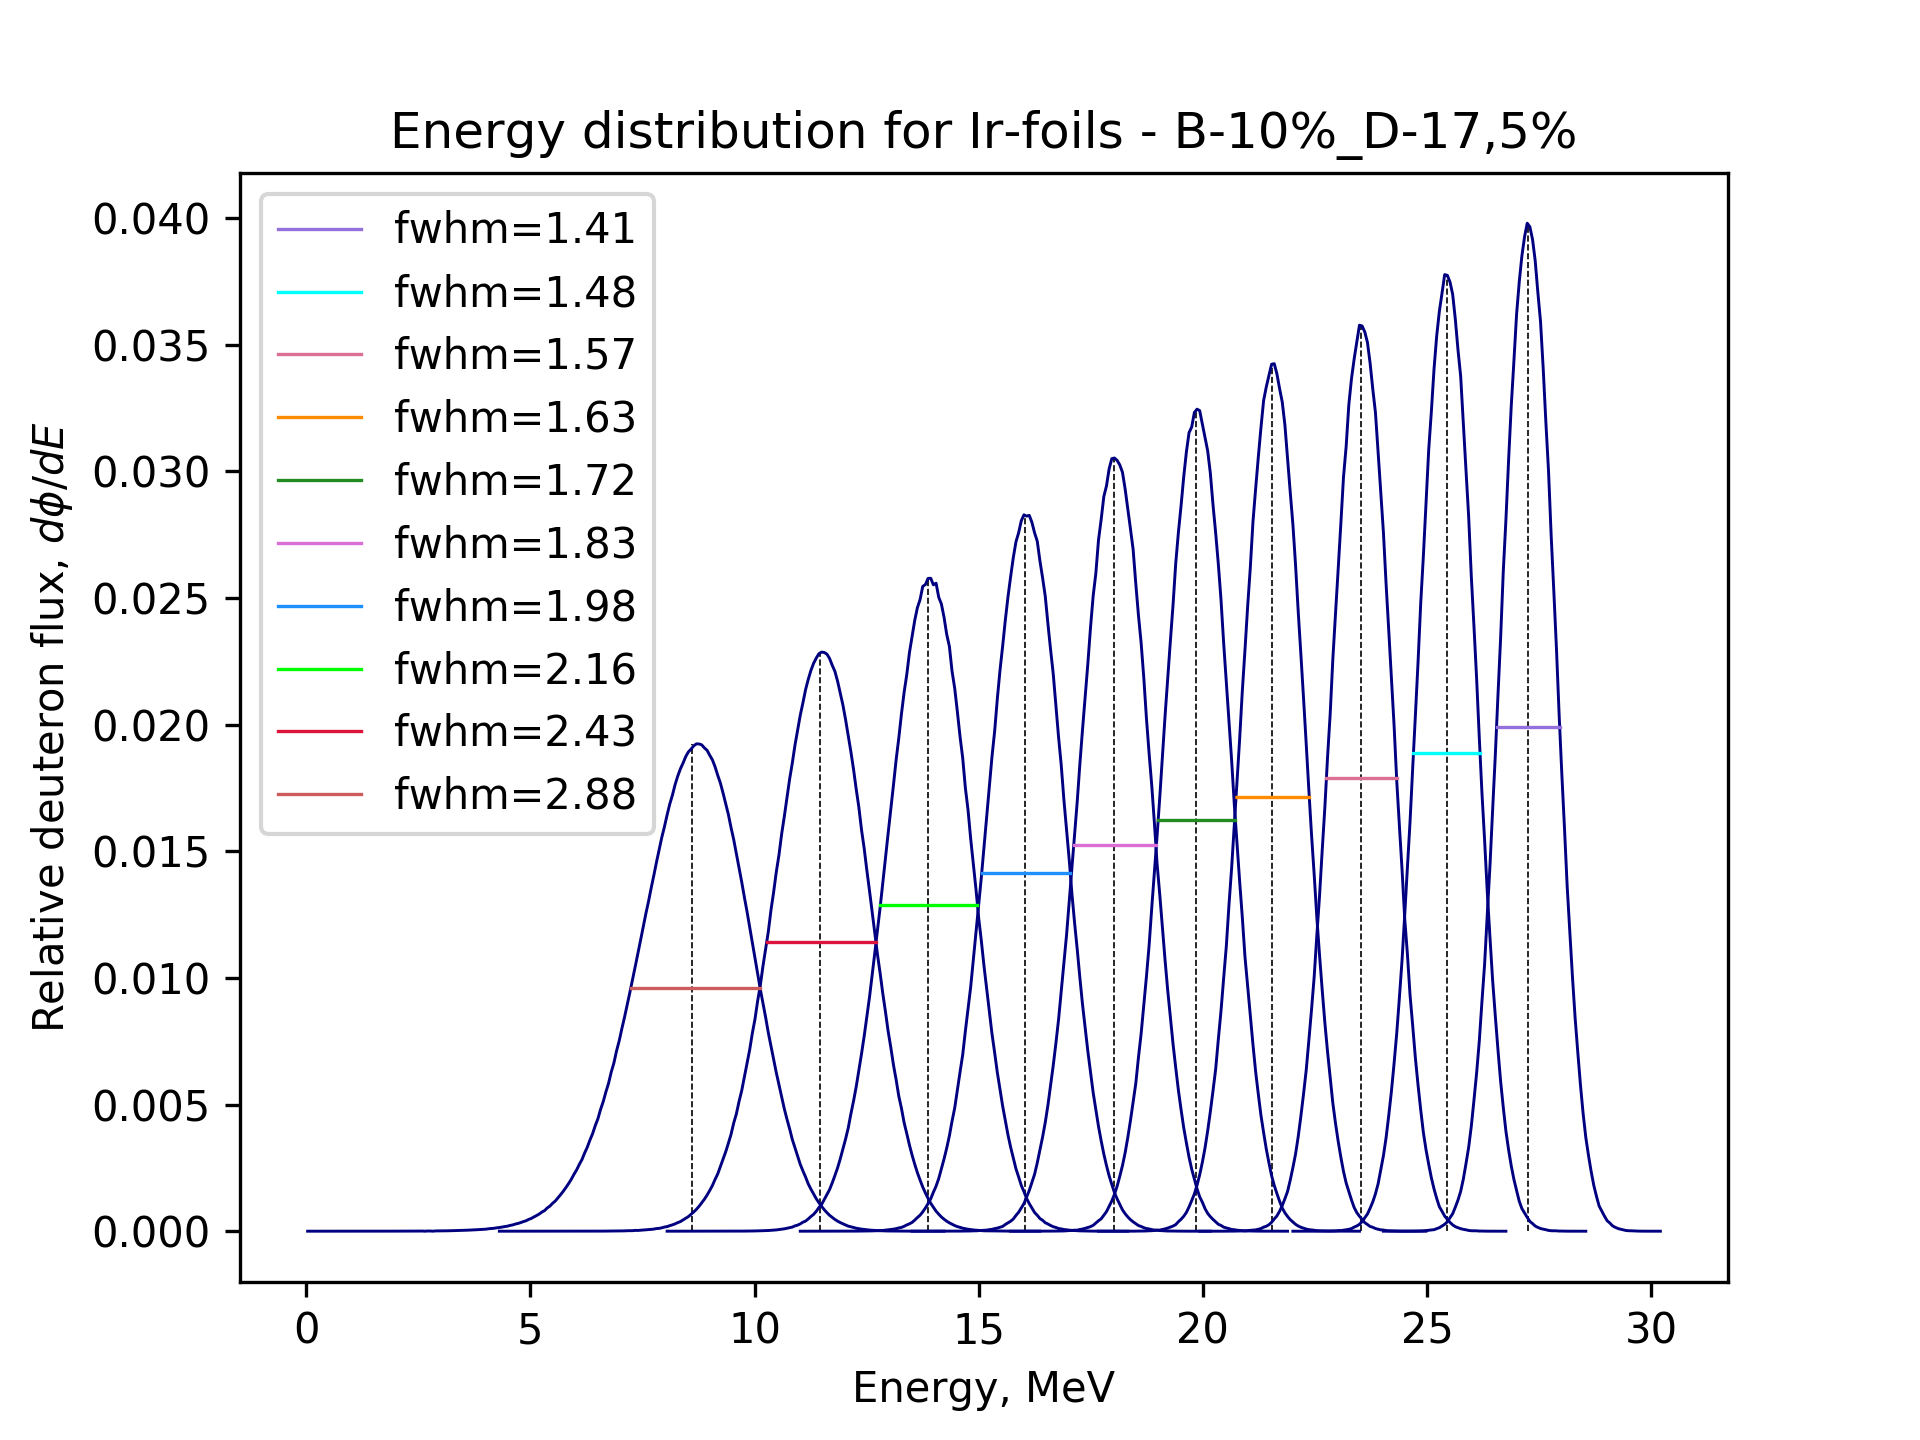 Energy distribution for Ir-foils - B-10%_D-17,5%
fwhm=1.41
fwhm=1.48
fwhm=1.57
fwhm=1.63
fwhm=1.72
fwhm=1.83
fwhm=1.98
fwhm=2.16
fwhm=2.43
fwhm=2.88
Relative deuteron flux, dϕ/dE
0.040
0.035
0.030
0.025
0.020
0.015
0.010
0.005
0.000
0 5 10 15 20 25 30
Energy, MeV